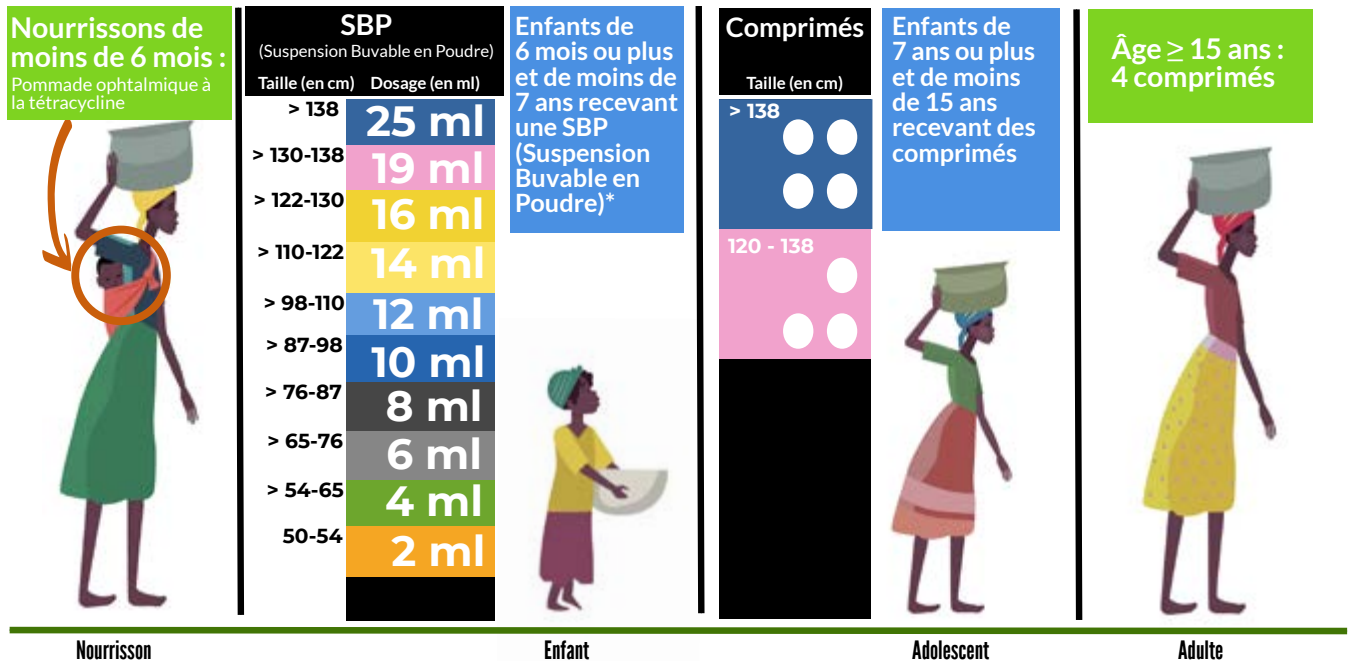 Nourrissons de
moins de 6 mois :
Pommade ophtalmique à
la tétracycline
SBP
(Suspension Buvable en Poudre)
Taille (en cm) Dosage (en ml)
> 138 25 ml
> 130-138 19 ml
> 122-130 16 ml
> 110-122 14 ml
> 98-110 12 ml
> 87-98 10 ml
> 76-87 8 ml
> 65-76 6 ml
> 54-65 4 ml
50-54 2 ml
Enfants de
6 mois ou plus
et de moins de
7 ans recevant
une SBP
(Suspension
Buvable en
Poudre)*
Comprimés
Taille (en cm)
> 138
120 - 138
Enfants de
7 ans ou plus
et de moins
de 15 ans
recevant des
comprimés
Âge ≥ 15 ans :
4 comprimés
Nourrisson
Enfant
Adolescent
Adulte